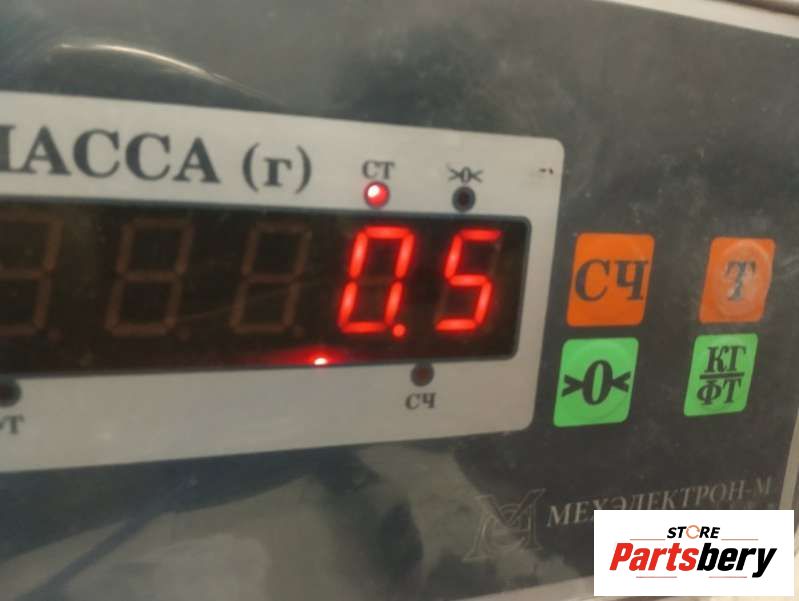 МАССА (г)
СТ
>0<
0.5
СЧ
Т
>0<
КГ
ФТ
СЧ
МЕХЭЛЕКТРОН-М
STORE
Partsbery